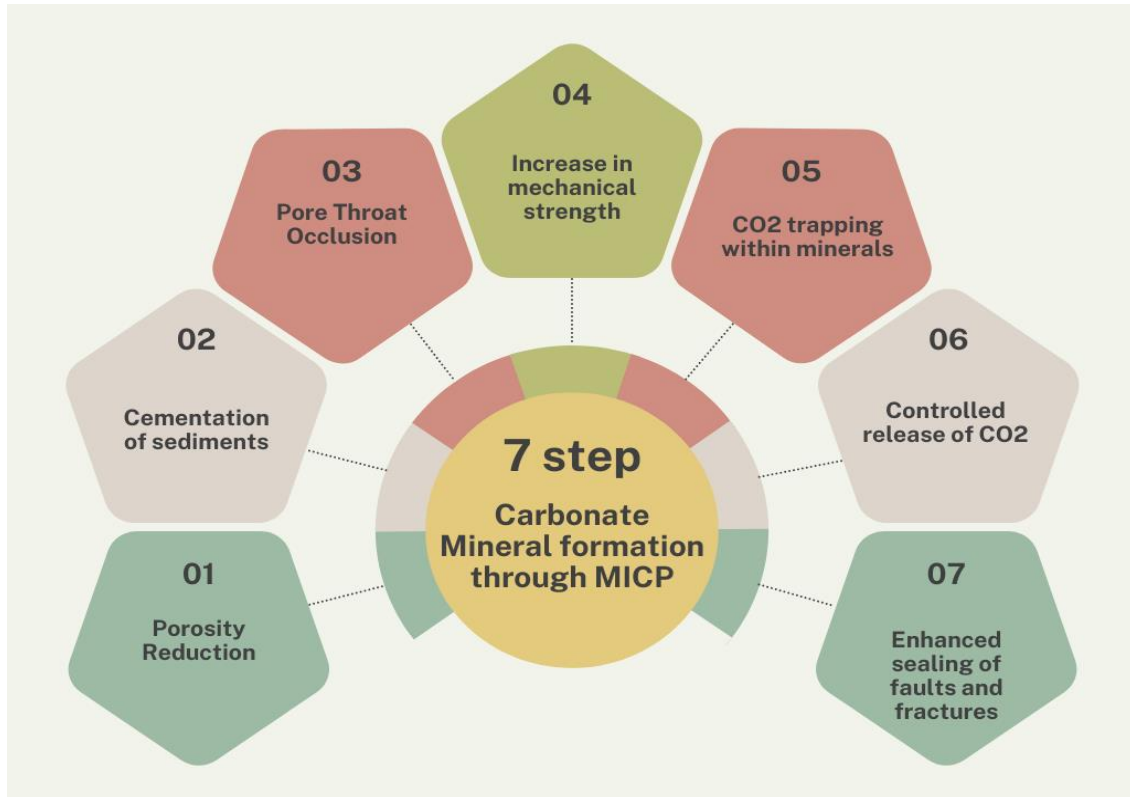 04
Increase in
mechanical
strength
03
Pore Throat
Occlusion
05
CO2 trapping
within minerals
02
Cementation
of sediments
06
Controlled
release of CO2
7 step
Carbonate
Mineral formation
through MICP
01
Porosity
Reduction
07
Enhanced
sealing of
faults and
fractures